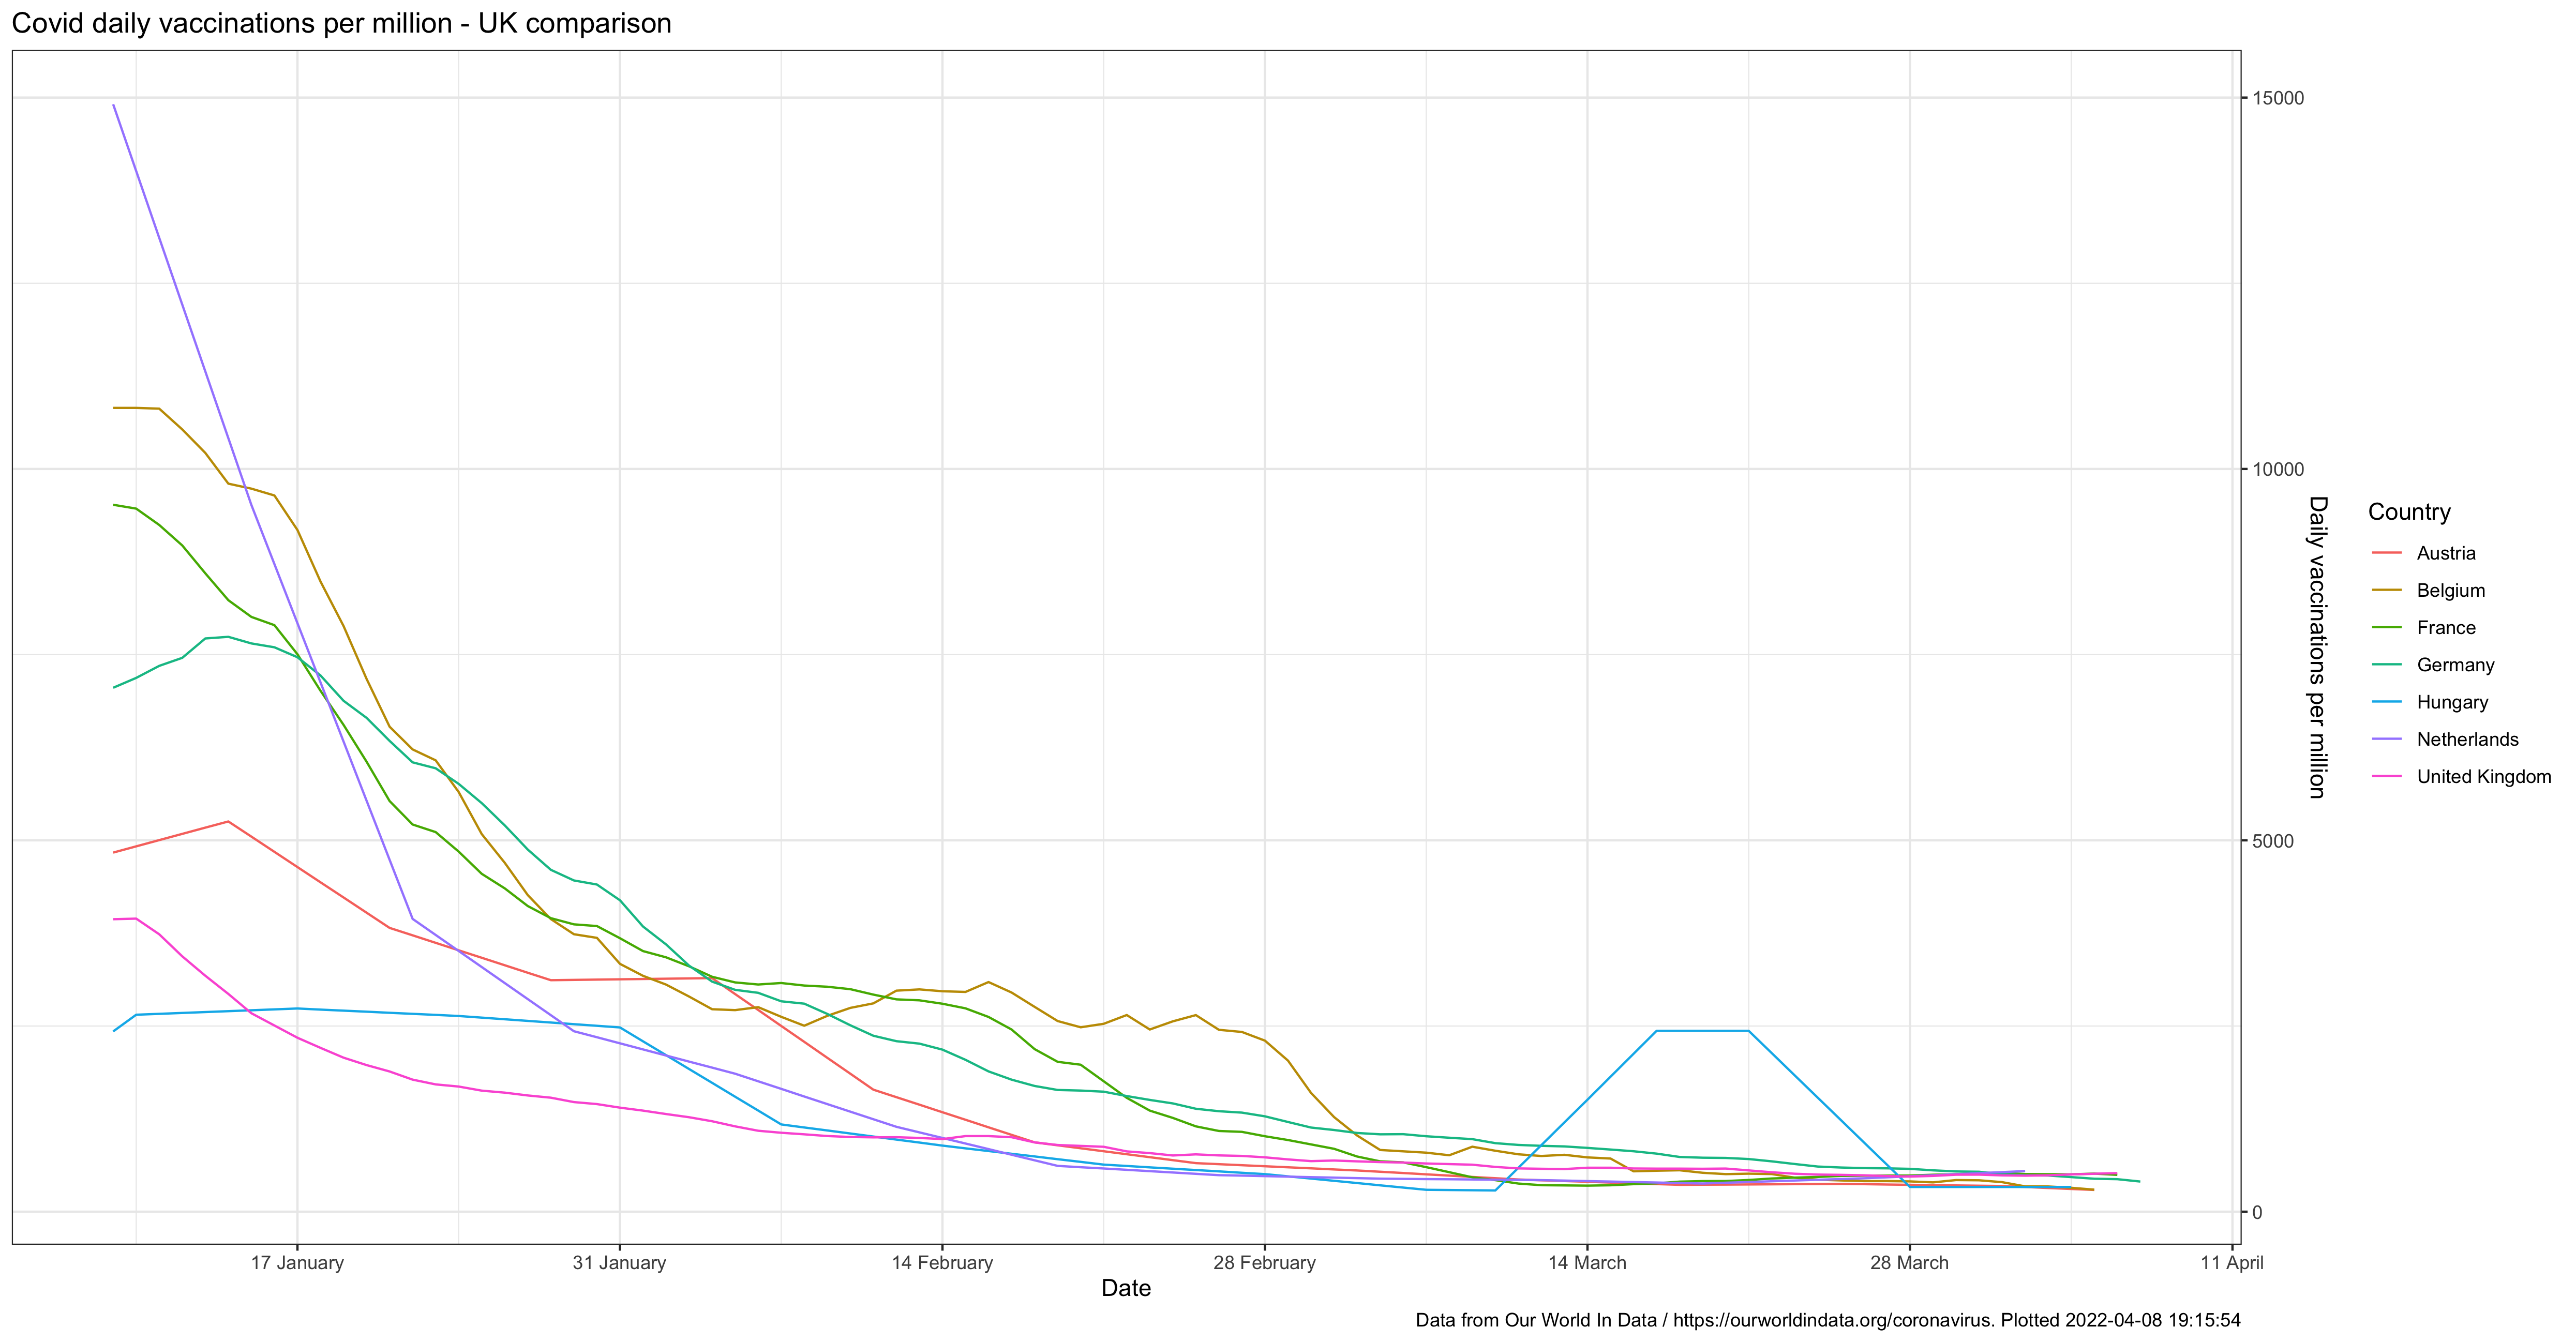 Covid daily vaccinations per million - UK comparison
15000
10000
5000
0
Daily vaccinations per million
Country
Austria
Belgium
France
Germany
Hungary
Netherlands
United Kingdom
17 January
31 January
14 February
28 February
14 March
28 March
11 April
Date
Data from Our World In Data / https://ourworldindata.org/coronavirus. Plotted 2022-04-08 19:15:54